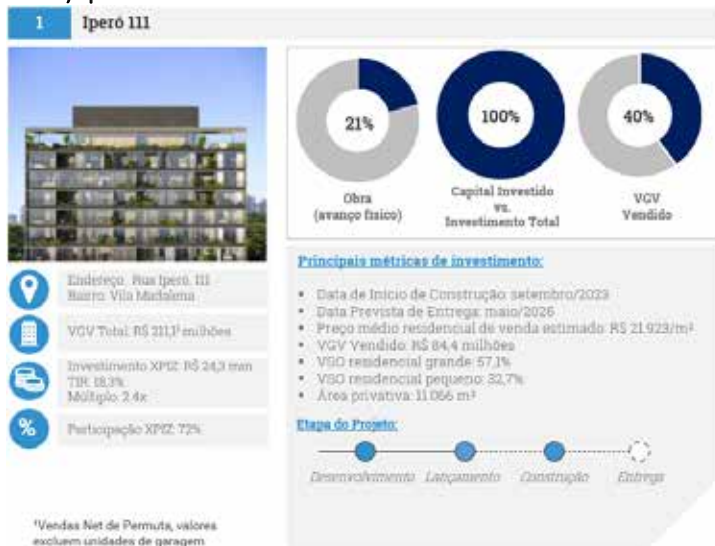 1 Iperó 111
21%
100%
40%
Obra
(avanço físico)
Capital Investido
vs.
Investimento Total
VGV
Vendido
Endereço: Rua Iperó, 111
Bairro: Vila Madalena
VGV Total: R$ 211,1¹ milhões
Investimento XPIZ: R$ 24,3 mm
TIR: 18,3%
Múltiplo: 2.4x
%
Participação XPIZ: 72%
Principais métricas de investimento:
• Data de Início de Construção: setembro/2023
• Data Prevista de Entrega: maio/2026
• Preço médio residencial de venda estimado: R$ 21.923/m²
• VGV Vendido: R$ 84,4 milhões
• VSO residencial grande: 57,1%
• VSO residencial pequeno: 32,7%
• Área privativa: 11.066 m²
Etapa do Projeto:
Desenvolvimento Lançamento Construção Entrega
¹Vendas Net de Permuta, valores
excluem unidades de garagem